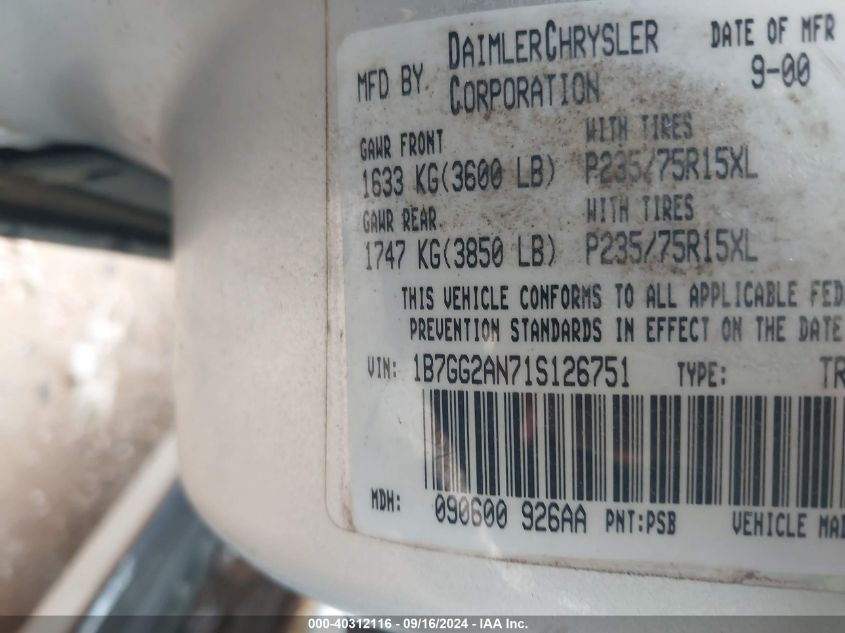 DAIMLERCHRYSLER DATE OF MFR
MFD BY CORPORATION 9-00
GAWR FRONT WITH TIRES
1633 KG(3600 LB) P235/75R15XL
GAWR REAR WITH TIRES
1747 KG(3850 LB) P235/75R15XL
THIS VEHICLE CONFORMS TO ALL APPLICABLE FED
PREVENTION STANDARDS IN EFFECT ON THE DATE
VIN: 1B7GG2AN71S126751 TYPE: TR
MDH: 090600 926AA PNT:PSB VEHICLE MAD
000-40312116 - 09/16/2024 - IAA Inc.